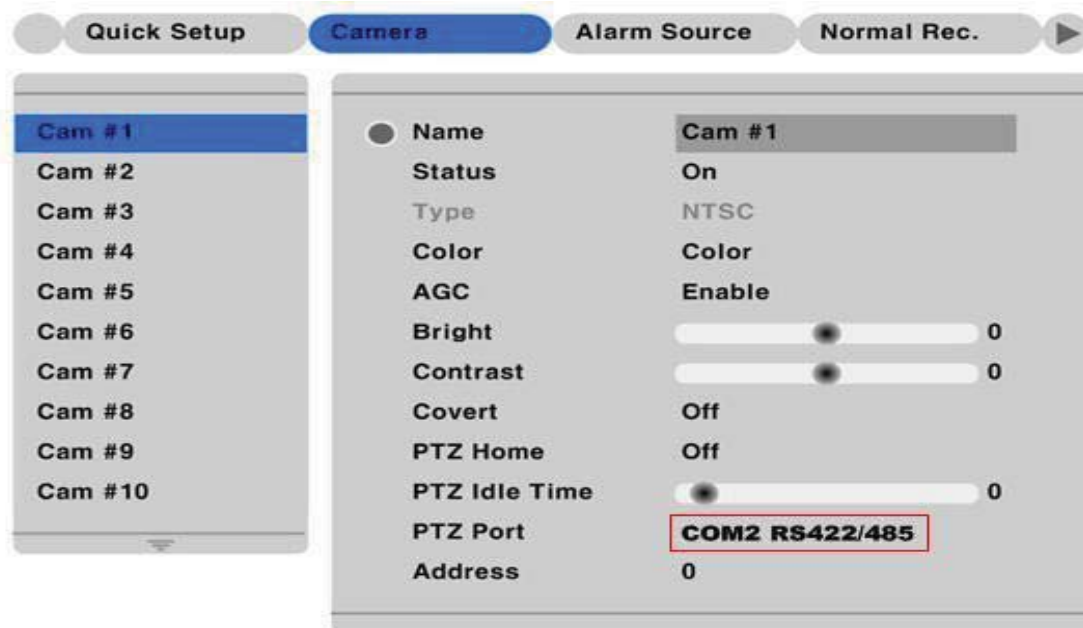 Quick Setup Camera Alarm Source Normal Rec.
Cam #1
Cam #2
Cam #3
Cam #4
Cam #5
Cam #6
Cam #7
Cam #8
Cam #9
Cam #10
Name Cam #1
Status On
Type NTSC
Color Color
AGC Enable
Bright 0
Contrast 0
Covert Off
PTZ Home Off
PTZ Idle Time 0
PTZ Port COM2 RS422/485
Address 0